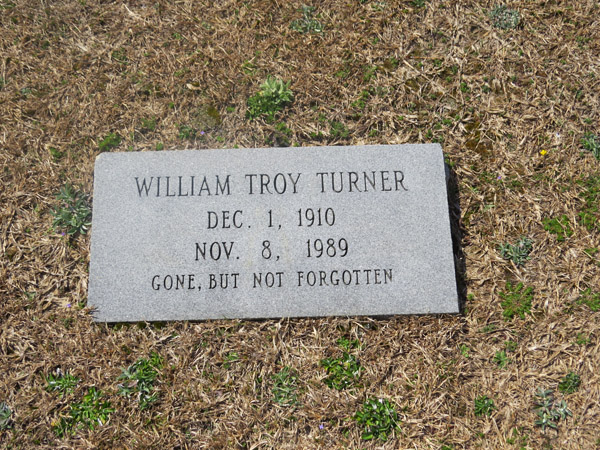 WILLIAM TROY TURNER
DEC. 1, 1910
NOV. 8, 1989
GONE, BUT NOT FORGOTTEN